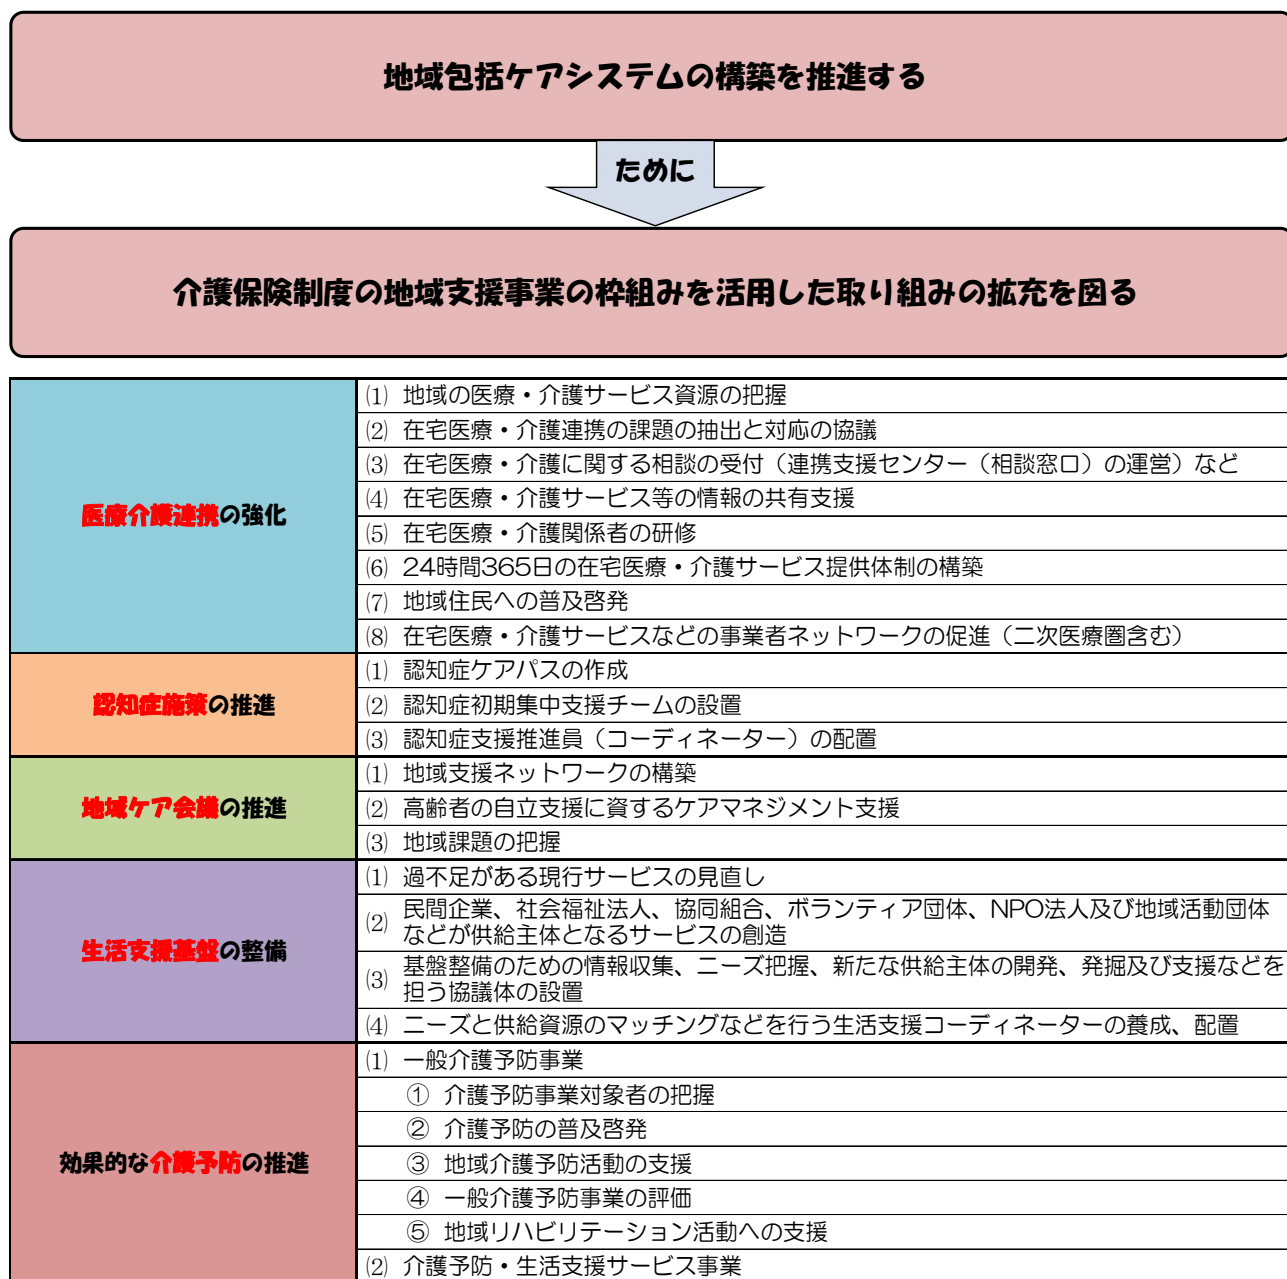 地域包括ケアシステムの構築を推進する
ために
介護保険制度の地域支援事業の枠組みを活用した取り組みの拡充を図る
医療介護連携の強化
⑴ 地域の医療・介護サービス資源の把握
⑵ 在宅医療・介護連携の課題の抽出と対応の協議
⑶ 在宅医療・介護に関する相談の受付（連携支援センター（相談窓口）の運営）など
⑷ 在宅医療・介護サービス等の情報の共有支援
⑸ 在宅医療・介護関係者の研修
⑹ 24時間365日の在宅医療・介護サービス提供体制の構築
⑺ 地域住民への普及啓発
⑻ 在宅医療・介護サービスなどの事業者ネットワークの促進（二次医療圏含む）
認知症施策の推進
⑴ 認知症ケアパスの作成
⑵ 認知症初期集中支援チームの設置
⑶ 認知症支援推進員（コーディネーター）の配置
地域ケア会議の推進
⑴ 地域支援ネットワークの構築
⑵ 高齢者の自立支援に資するケアマネジメント支援
⑶ 地域課題の把握
生活支援基盤の整備
⑴ 過不足がある現行サービスの見直し
⑵ 民間企業、社会福祉法人、協同組合、ボランティア団体、NPO法人及び地域活動団体
などが供給主体となるサービスの創造
⑶ 基盤整備のための情報収集、ニーズ把握、新たな供給主体の開発、発掘及び支援などを
担う協議体の設置
⑷ ニーズと供給資源のマッチングなどを行う生活支援コーディネーターの養成、配置
効果的な介護予防の推進
⑴ 一般介護予防事業
① 介護予防事業対象者の把握
② 介護予防の普及啓発
③ 地域介護予防活動の支援
④ 一般介護予防事業の評価
⑤ 地域リハビリテーション活動への支援
⑵ 介護予防・生活支援サービス事業